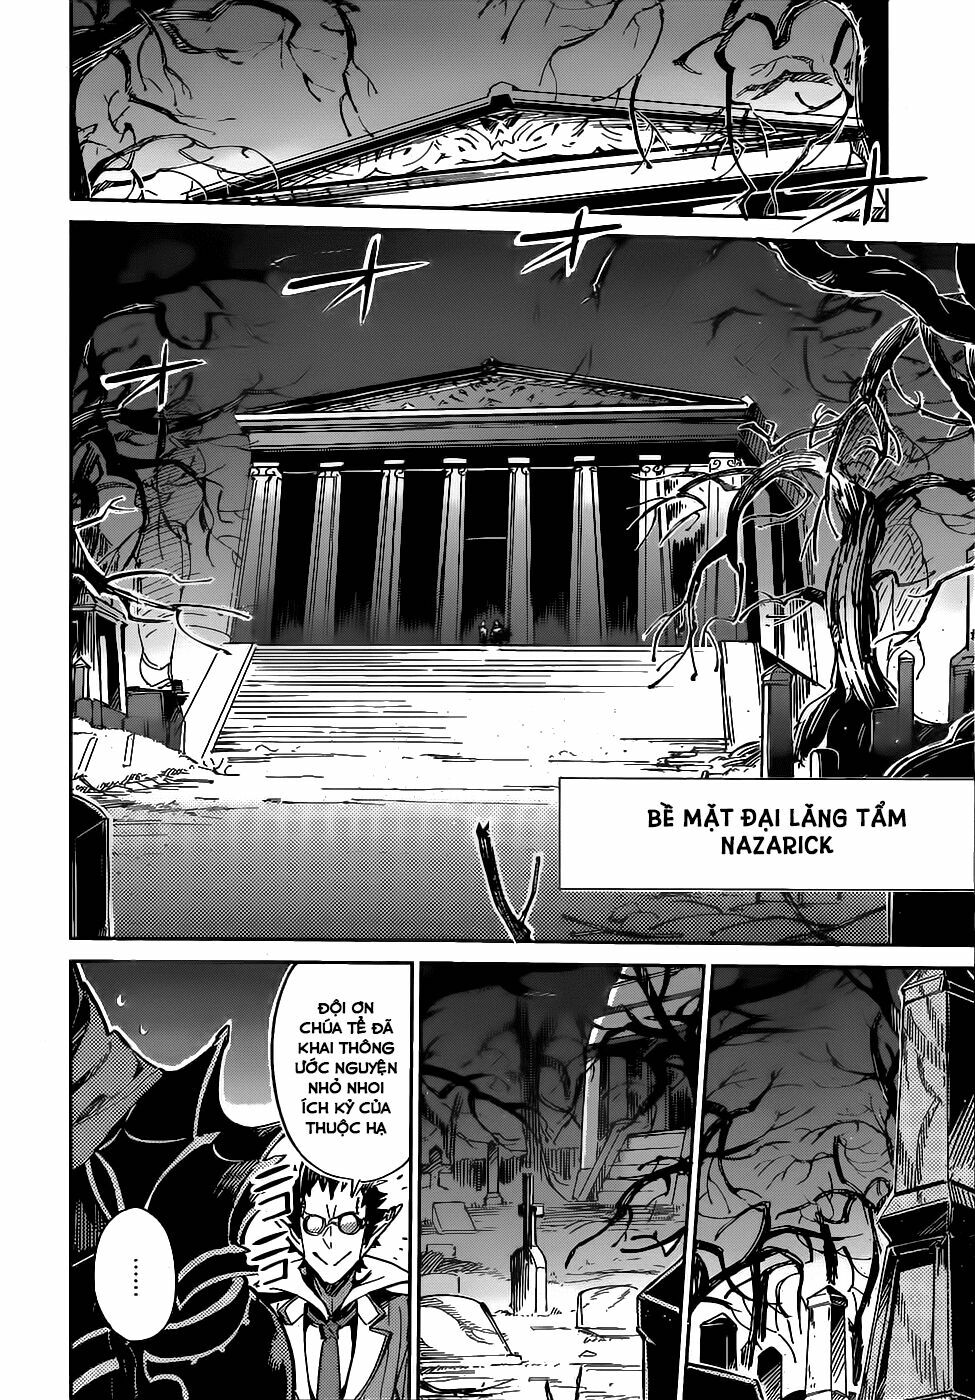 BỀ MẶT ĐẠI LĂNG TẨM
NAZARICK
ĐỘI ƠN
CHÚA TỂ ĐÃ
KHAI THÔNG
ƯỚC NGUYỆN
NHỎ NHOI
ÍCH KỶ CỦA
THUỘC HẠ
......